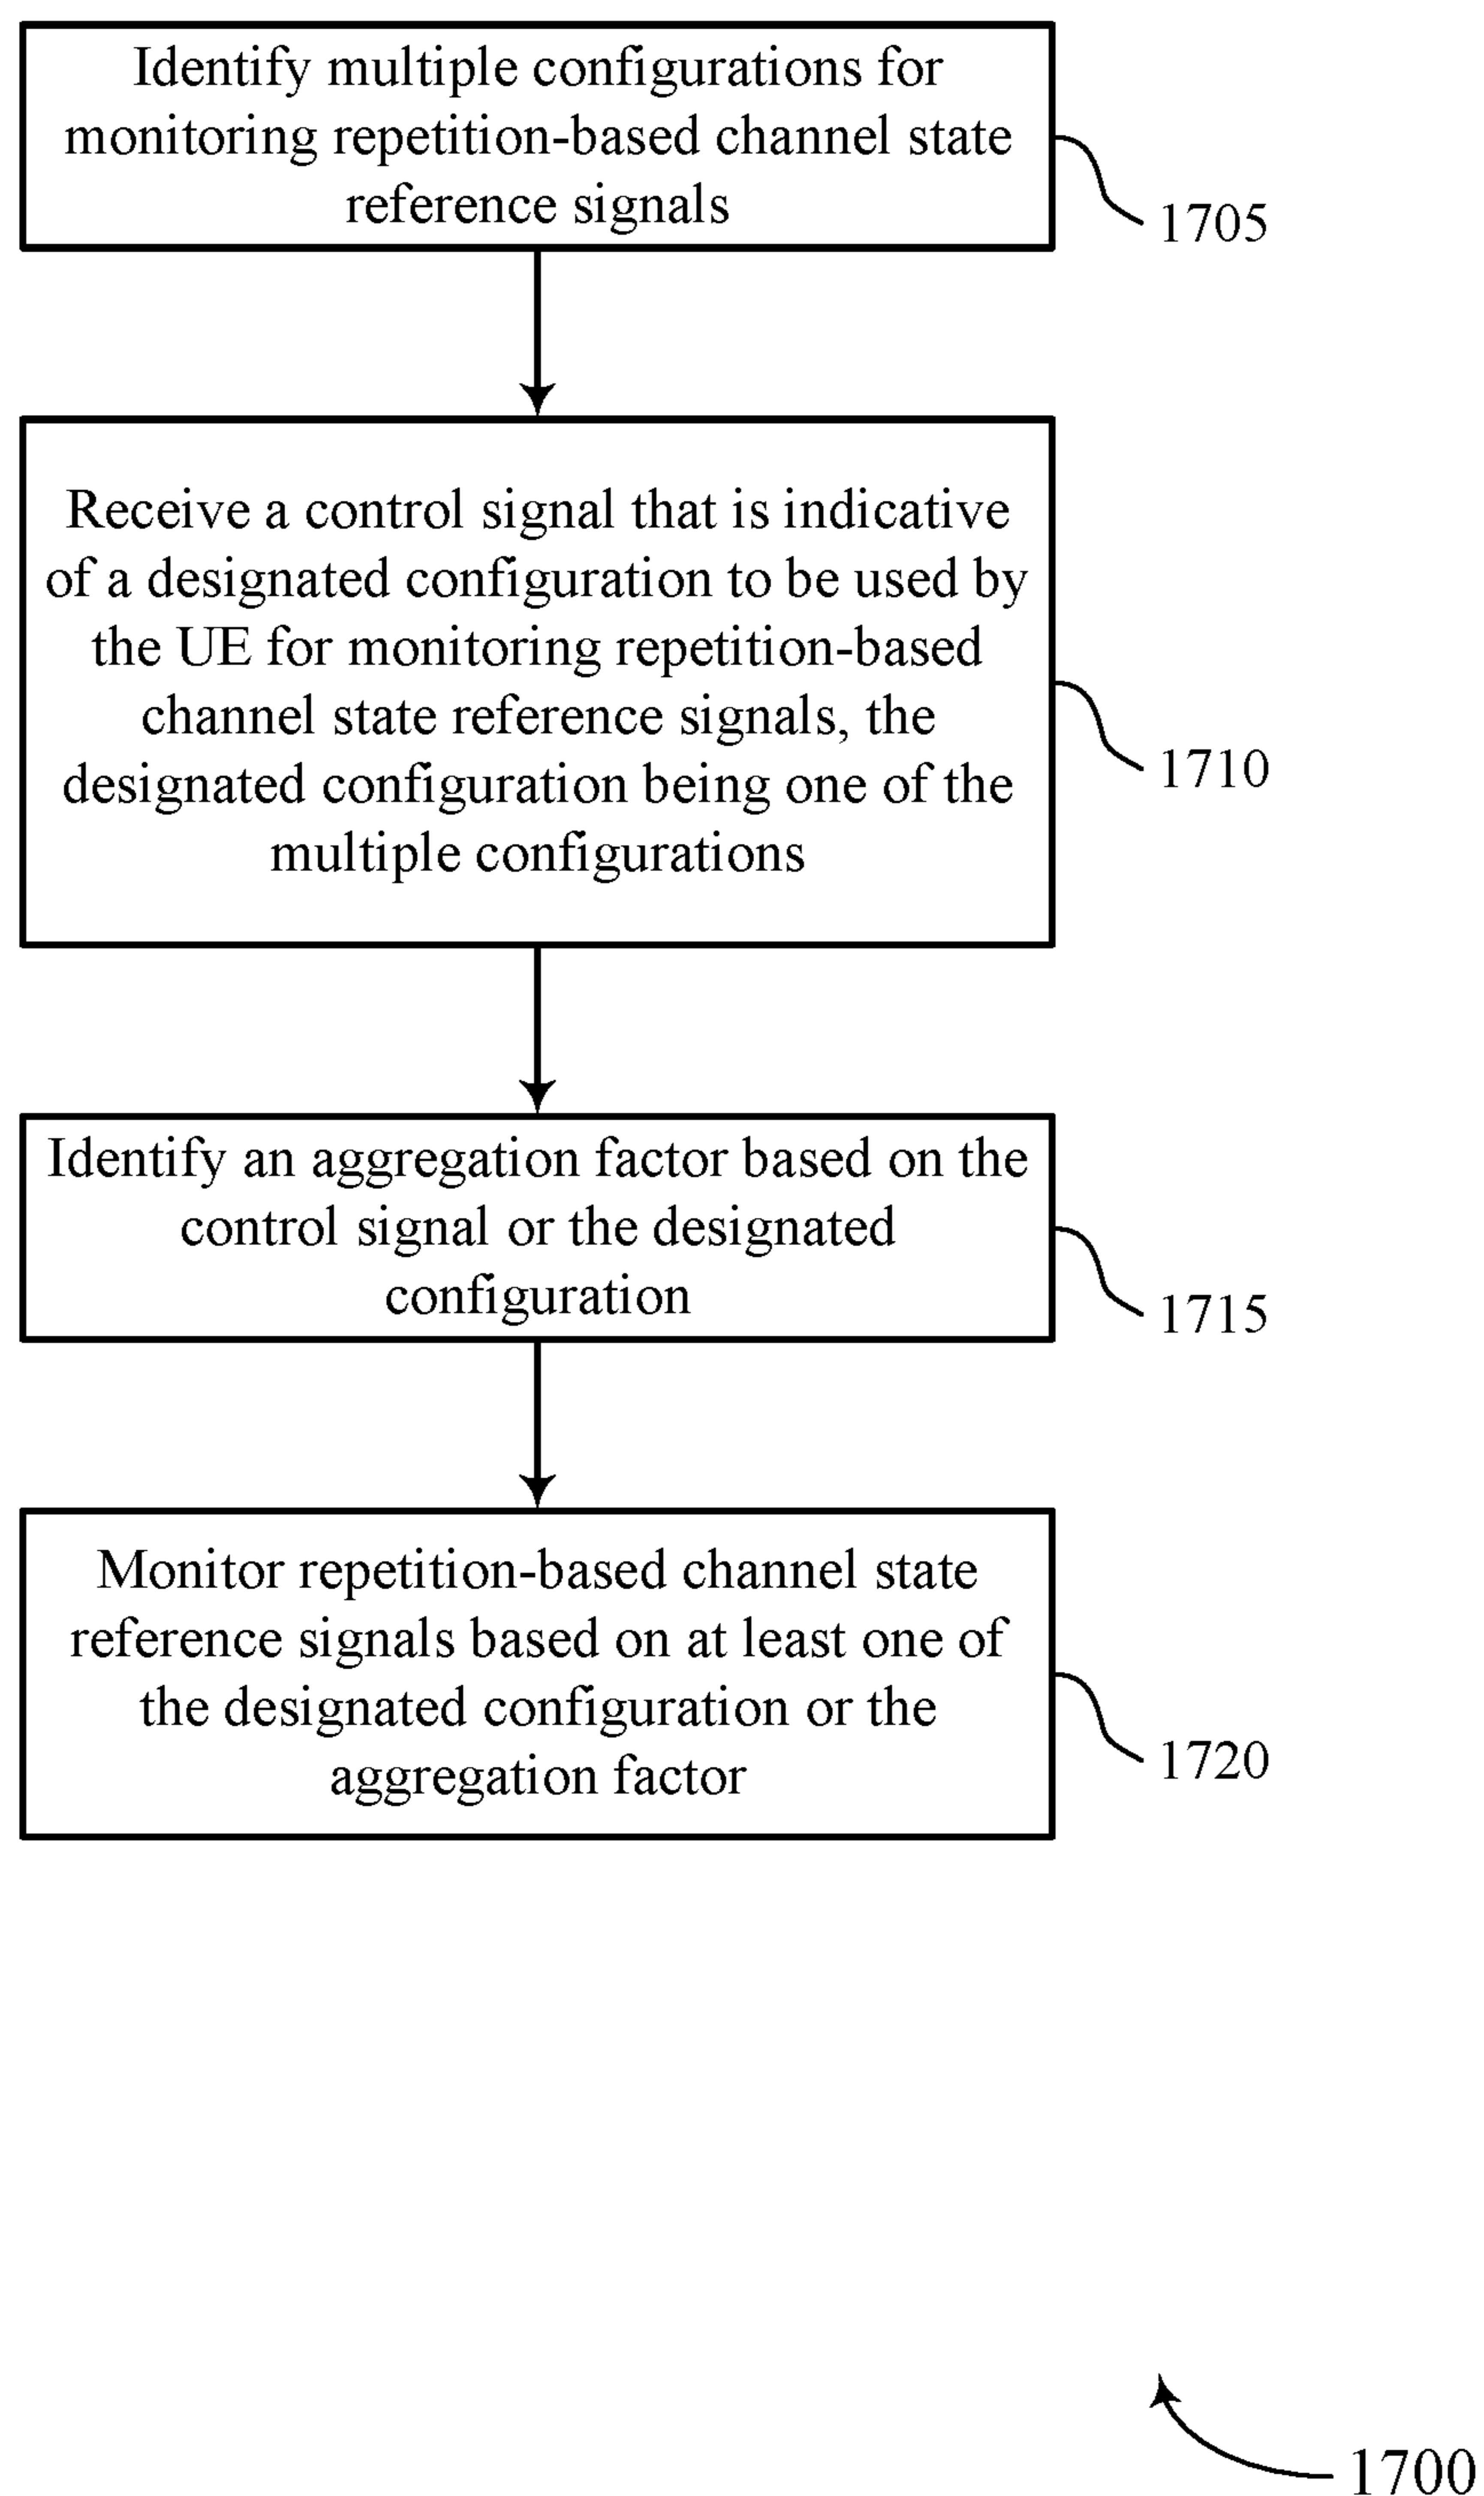 Identify multiple configurations for
monitoring repetition-based channel state
reference signals
1705
Receive a control signal that is indicative
of a designated configuration to be used by
the UE for monitoring repetition-based
channel state reference signals, the
designated configuration being one of the
multiple configurations
1710
Identify an aggregation factor based on the
control signal or the designated
configuration
1715
Monitor repetition-based channel state
reference signals based on at least one of
the designated configuration or the
aggregation factor
1720
1700